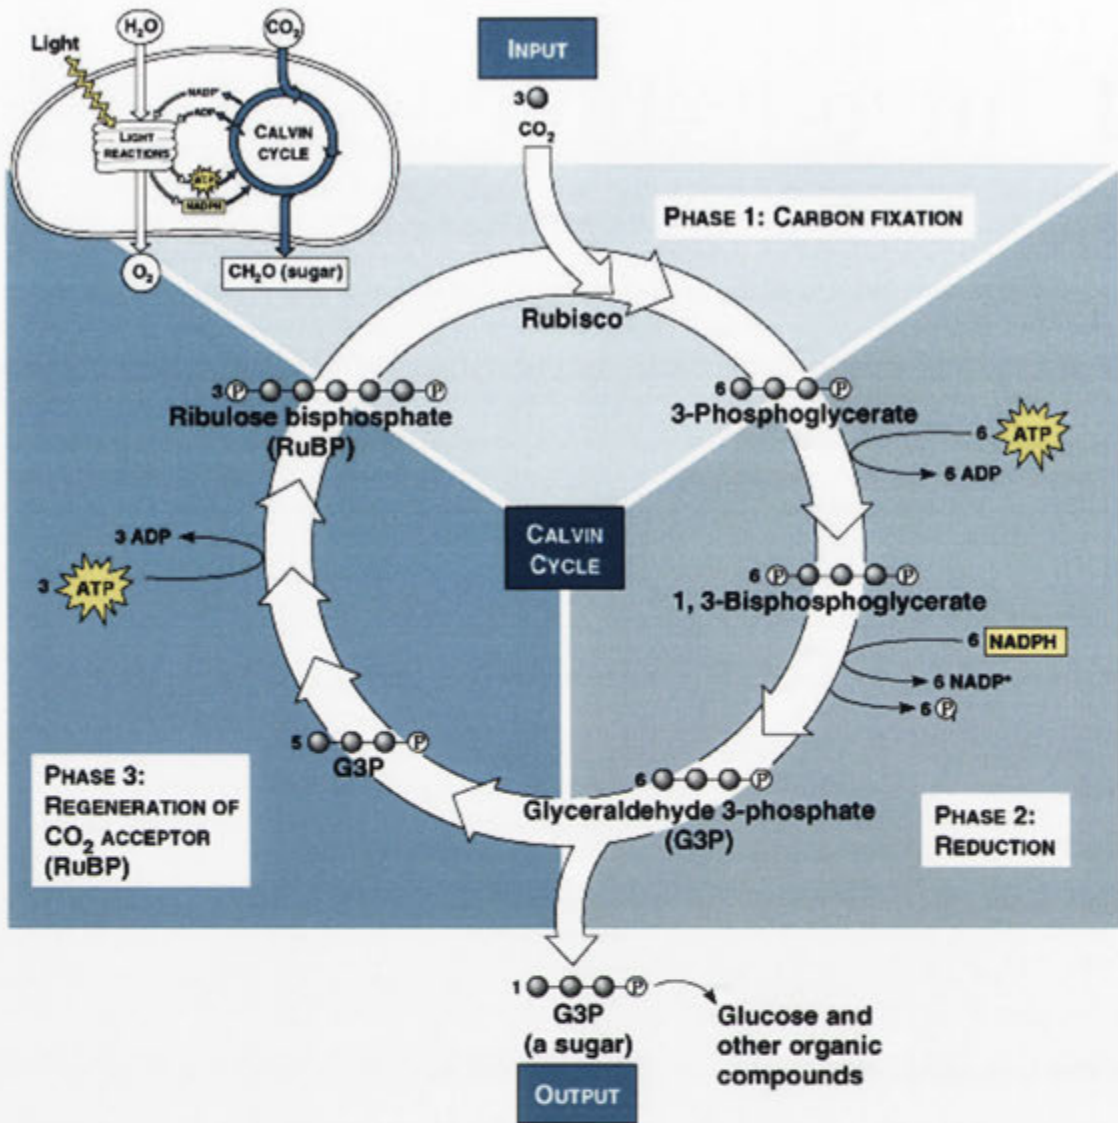 Light
H₂O
CO₂
NADP⁺
ADP
LIGHT
REACTIONS
CALVIN
CYCLE
ATP
NADPH
O₂
CH₂O (sugar)
INPUT
3
CO₂
PHASE 1: CARBON FIXATION
Rubisco
3 P P
Ribulose bisphosphate
(RuBP)
6 P
3-Phosphoglycerate
6 ATP
6 ADP
CALVIN
CYCLE
3 ADP
3 ATP
6 P P
1, 3-Bisphosphoglycerate
6 NADPH
6 NADP⁺
6 Pᵢ
5 P
G3P
6 P
Glyceraldehyde 3-phosphate
(G3P)
PHASE 3:
REGENERATION OF
CO₂ ACCEPTOR
(RUBP)
PHASE 2:
REDUCTION
1 P
G3P
(a sugar)
Glucose and
other organic
compounds
OUTPUT